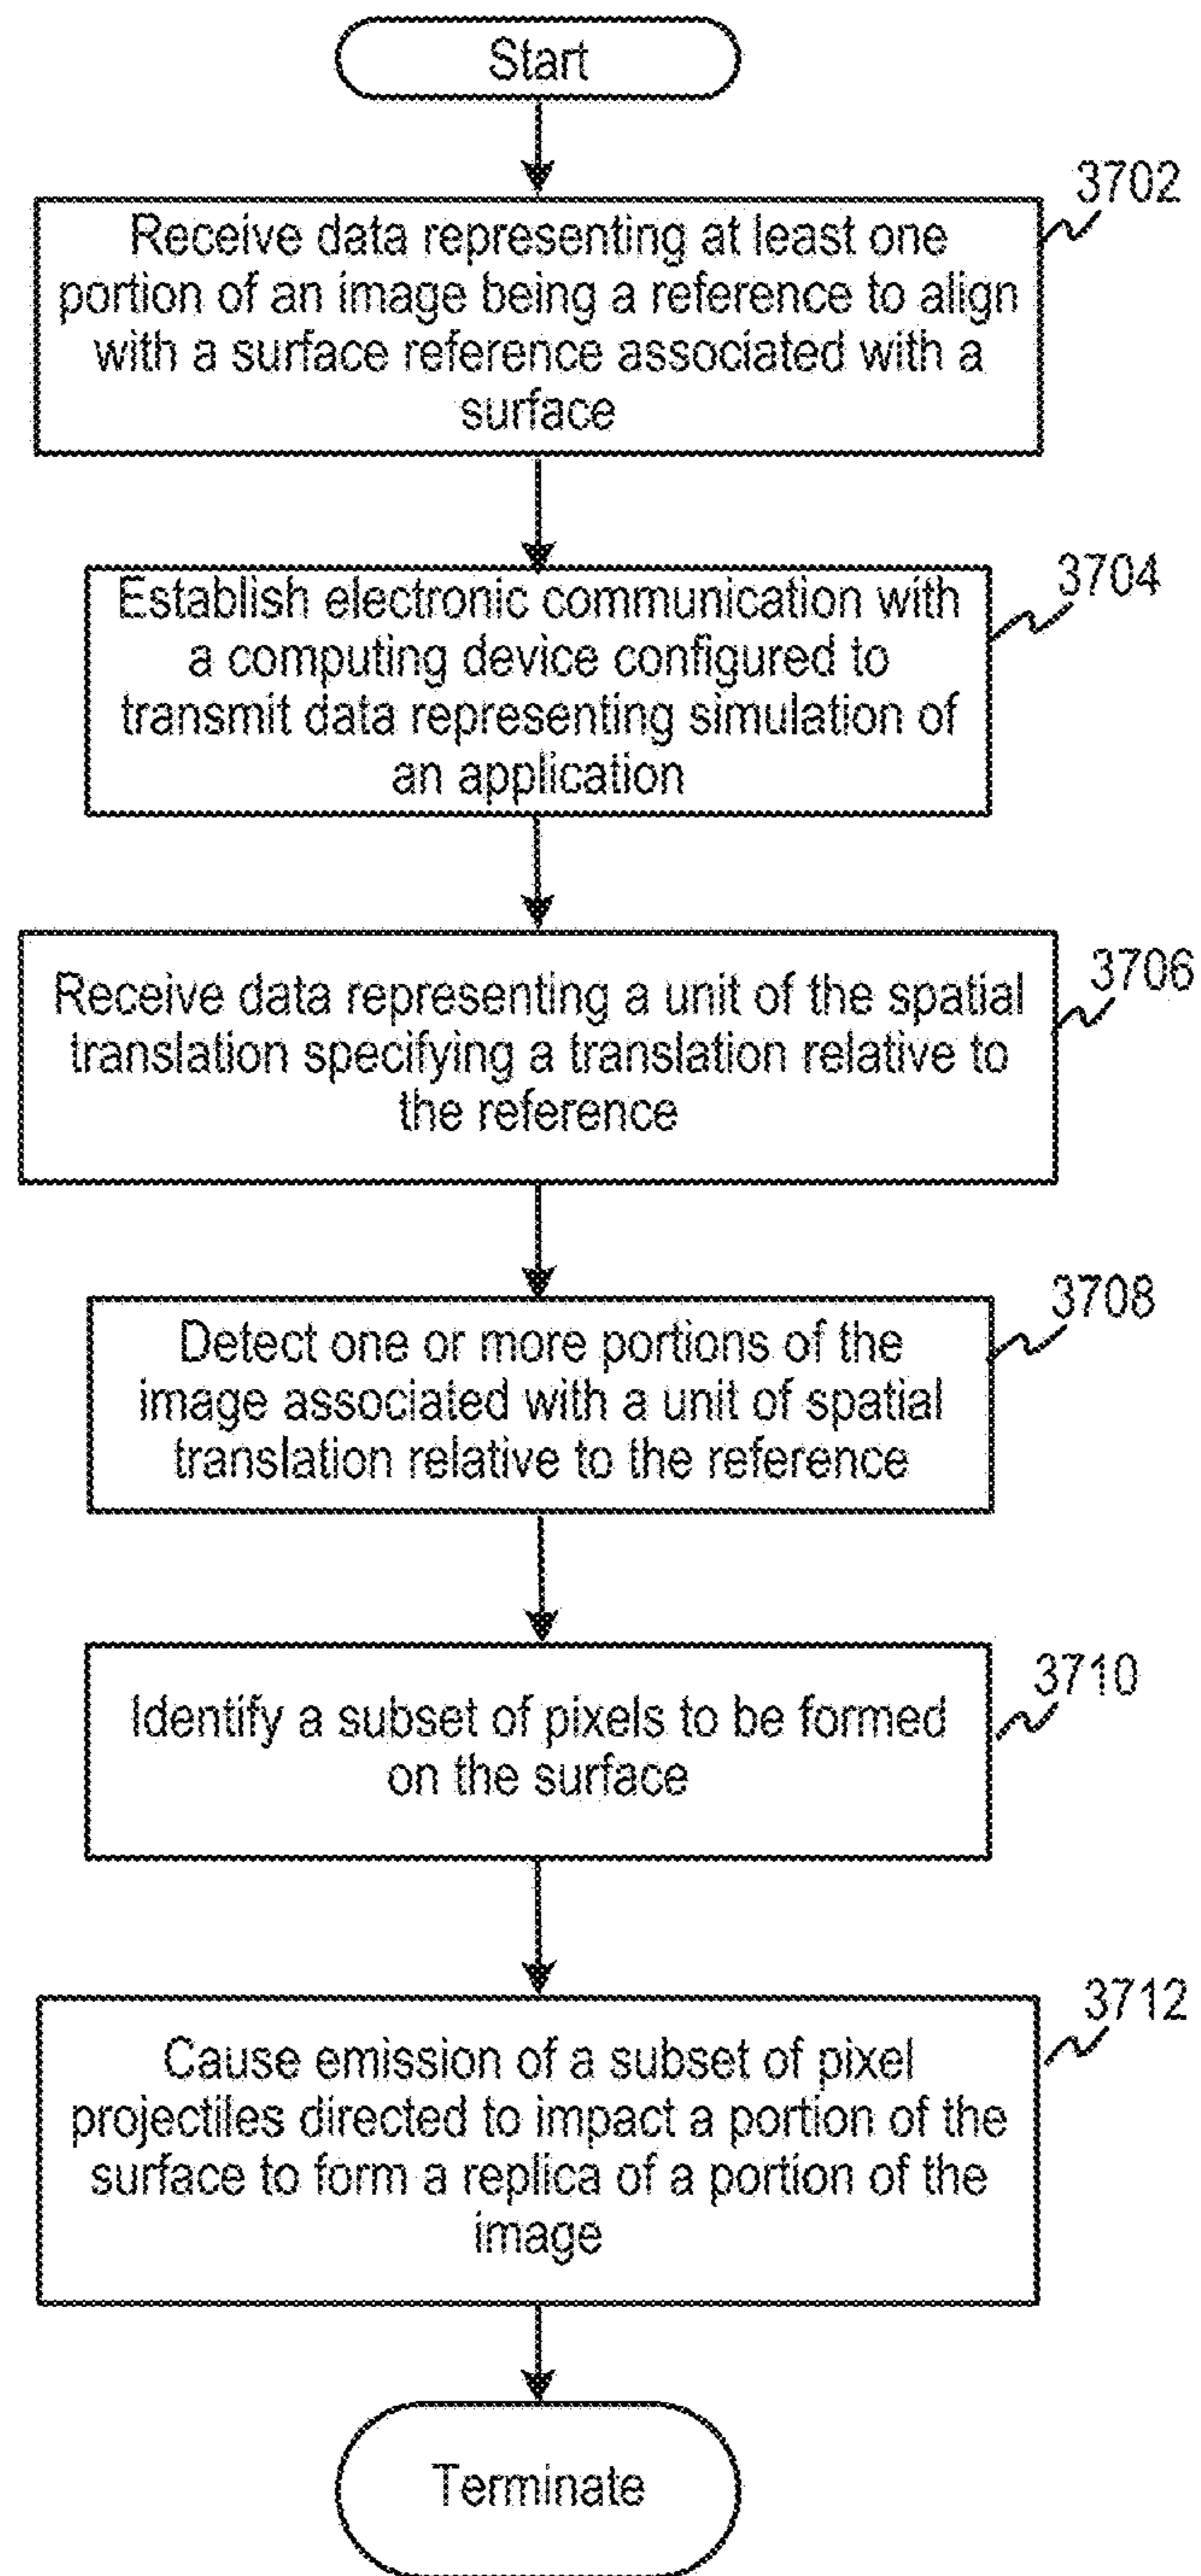 Start
3702
Receive data representing at least one
portion of an image being a reference to align
with a surface reference associated with a
surface
3704
Establish electronic communication with
a computing device configured to
transmit data representing simulation of
an application
3706
Receive data representing a unit of the spatial
translation specifying a translation relative to
the reference
3708
Detect one or more portions of the
image associated with a unit of spatial
translation relative to the reference
3710
Identify a subset of pixels to be formed
on the surface
3712
Cause emission of a subset of pixel
projectiles directed to impact a portion of the
surface to form a replica of a portion of the
image
Terminate